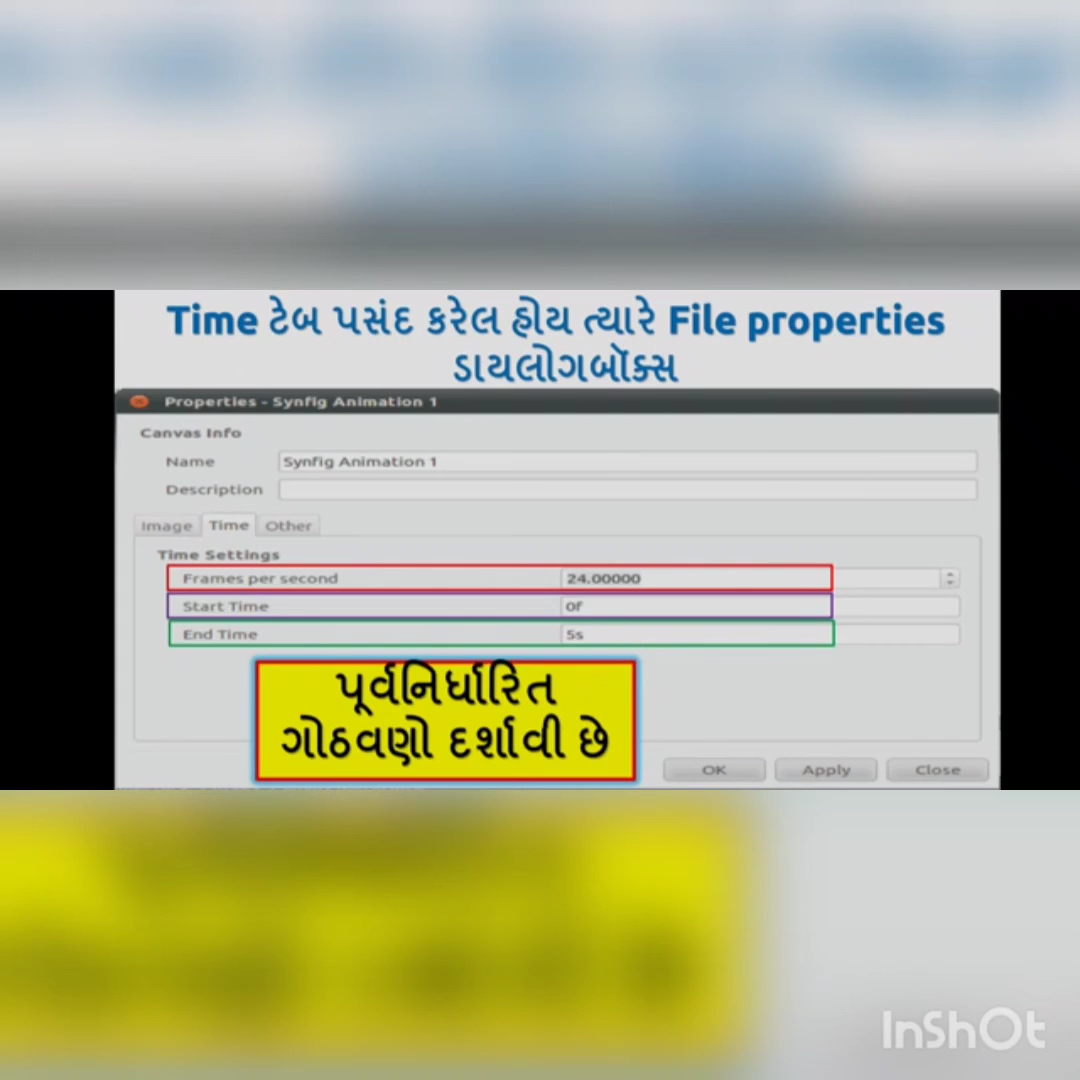 Time ટેબ પસંદ કરેલ હોય ત્યારે File properties
ડાયલોગબૉક્સ
Properties - Synfig Animation 1
Canvas Info
Name Synfig Animation 1
Description
Image Time Other
Time Settings
Frames per second 24.00000
Start Time 0f
End Time 5s
પૂર્વનિર્ધારિત
ગોઠવણો દર્શાવી છે
OK Apply Close
InShOt